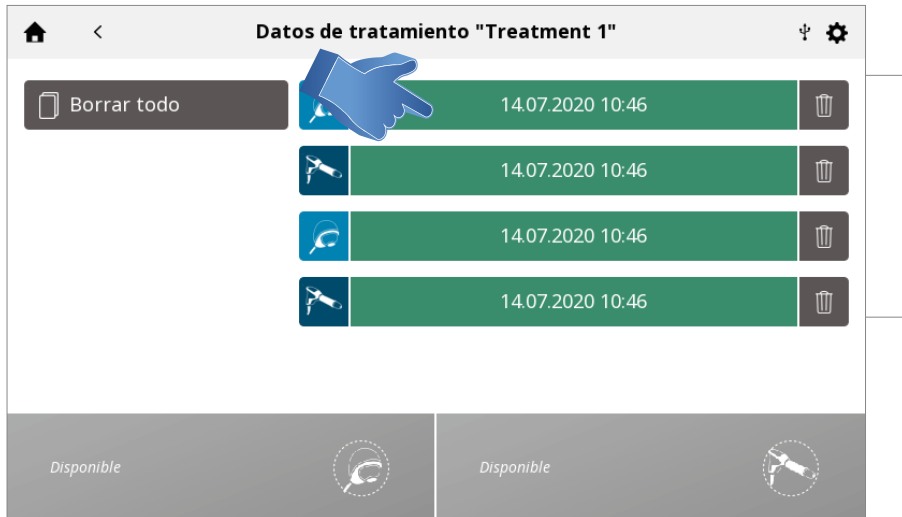 Datos de tratamiento "Treatment 1"
Borrar todo
14.07.2020 10:46
14.07.2020 10:46
14.07.2020 10:46
14.07.2020 10:46
Disponible
Disponible